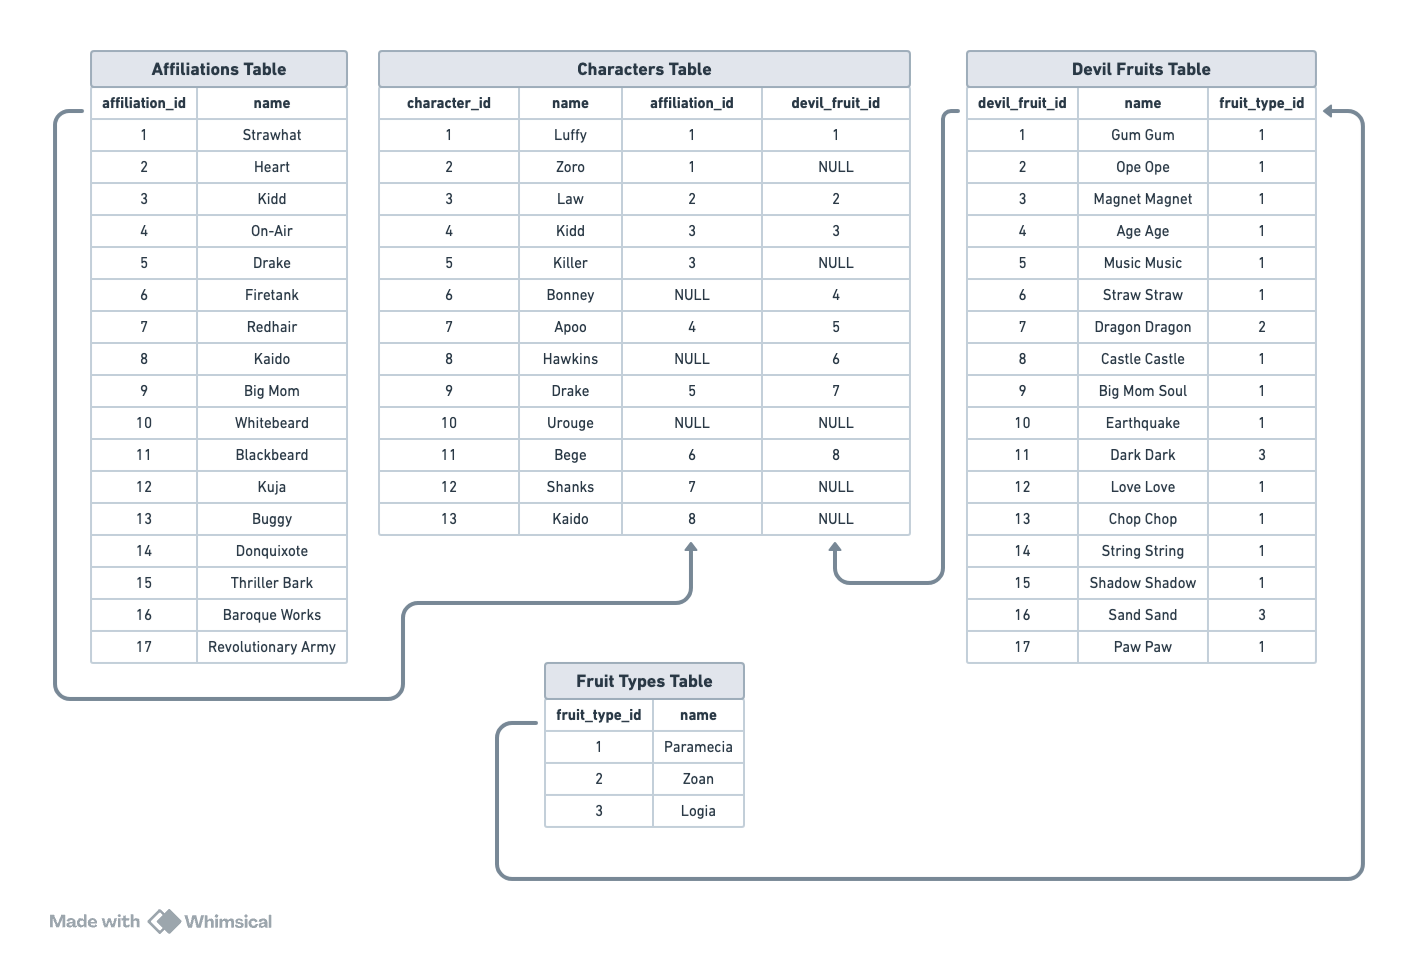 Affiliations Table
affiliation_id name
1 Strawhat
2 Heart
3 Kidd
4 On-Air
5 Drake
6 Firetank
7 Redhair
8 Kaido
9 Big Mom
10 Whitebeard
11 Blackbeard
12 Kuja
13 Buggy
14 Donquixote
15 Thriller Bark
16 Baroque Works
17 Revolutionary Army
Characters Table
character_id name affiliation_id devil_fruit_id
1 Luffy 1 1
2 Zoro 1 NULL
3 Law 2 2
4 Kidd 3 3
5 Killer 3 NULL
6 Bonney NULL 4
7 Apoo 4 5
8 Hawkins NULL 6
9 Drake 5 7
10 Urouge NULL NULL
11 Bege 6 8
12 Shanks 7 NULL
13 Kaido 8 NULL
Devil Fruits Table
devil_fruit_id name fruit_type_id
1 Gum Gum 1
2 Ope Ope 1
3 Magnet Magnet 1
4 Age Age 1
5 Music Music 1
6 Straw Straw 1
7 Dragon Dragon 2
8 Castle Castle 1
9 Big Mom Soul 1
10 Earthquake 1
11 Dark Dark 3
12 Love Love 1
13 Chop Chop 1
14 String String 1
15 Shadow Shadow 1
16 Sand Sand 3
17 Paw Paw 1
Fruit Types Table
fruit_type_id name
1 Paramecia
2 Zoan
3 Logia
Made with Whimsical